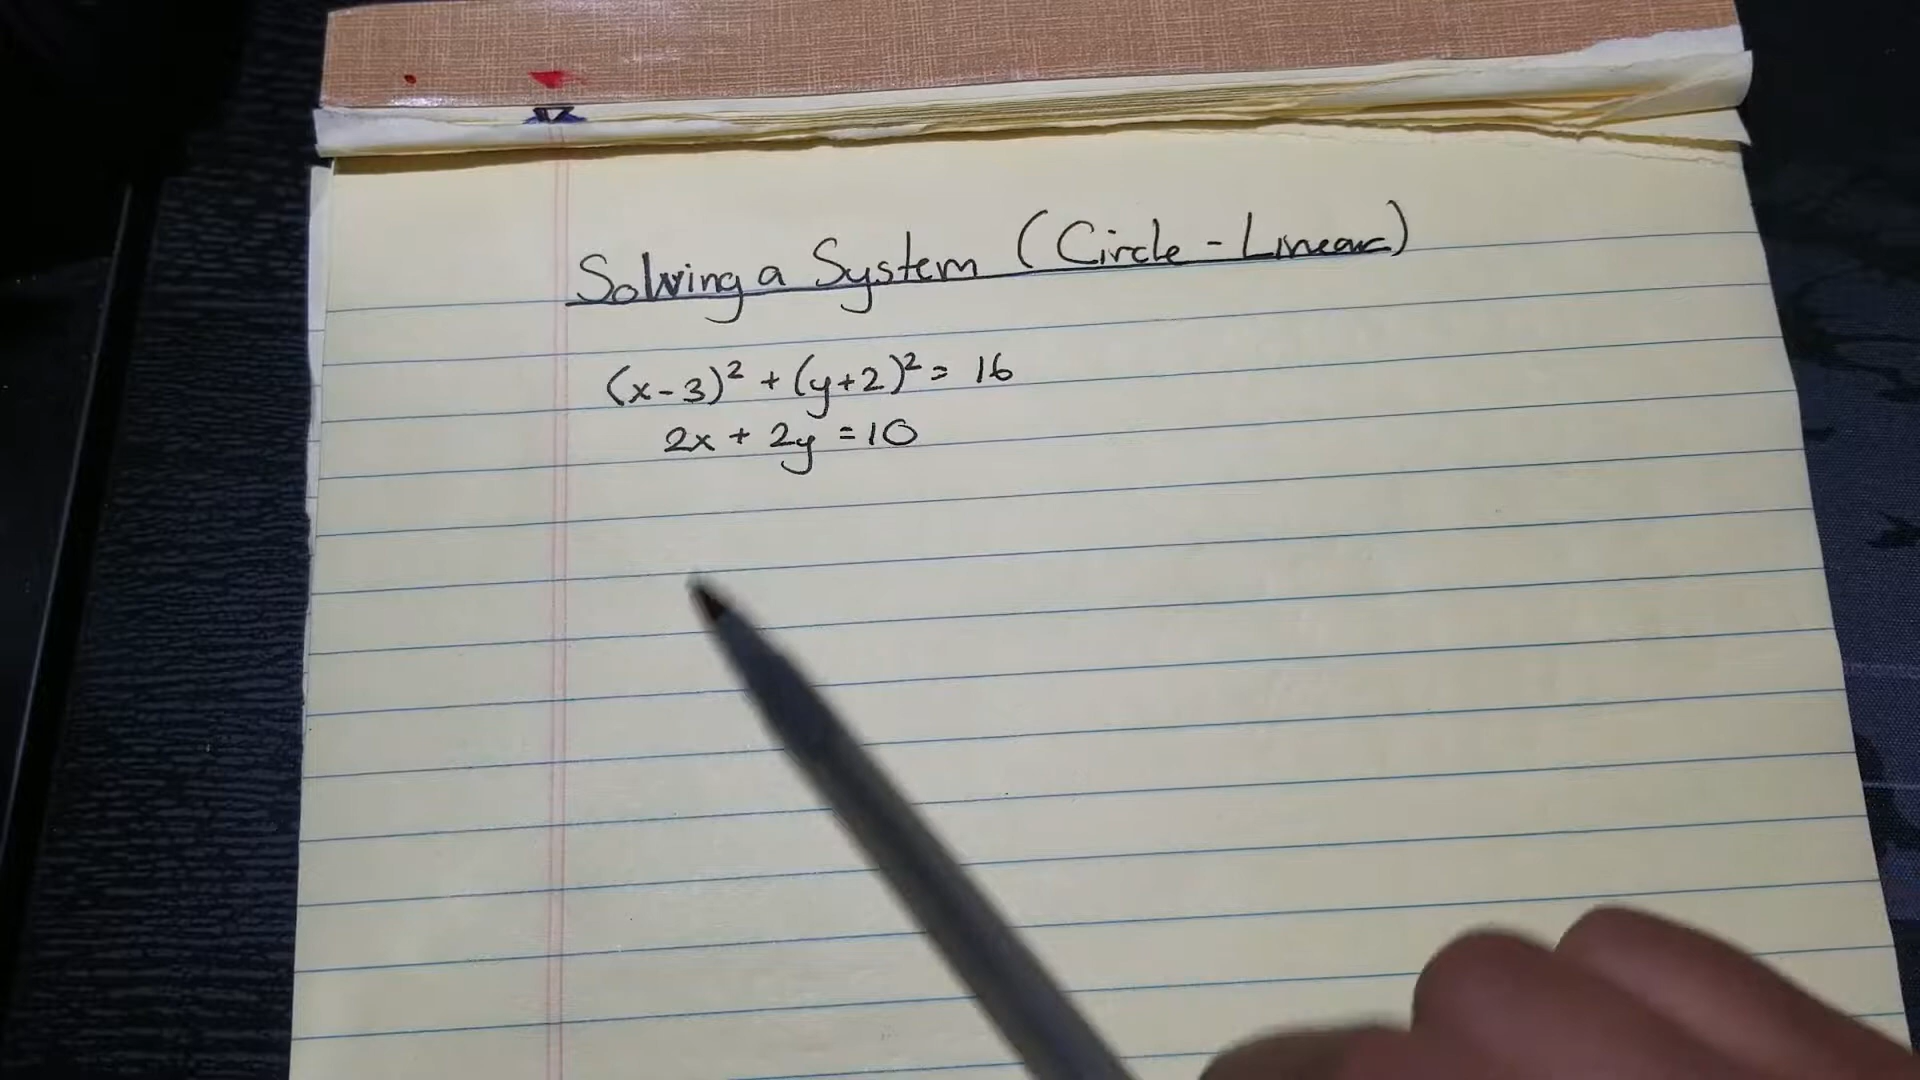 Solving a System (Circle - Linear)
(x-3)² + (y+2)² = 16
2x + 2y = 10